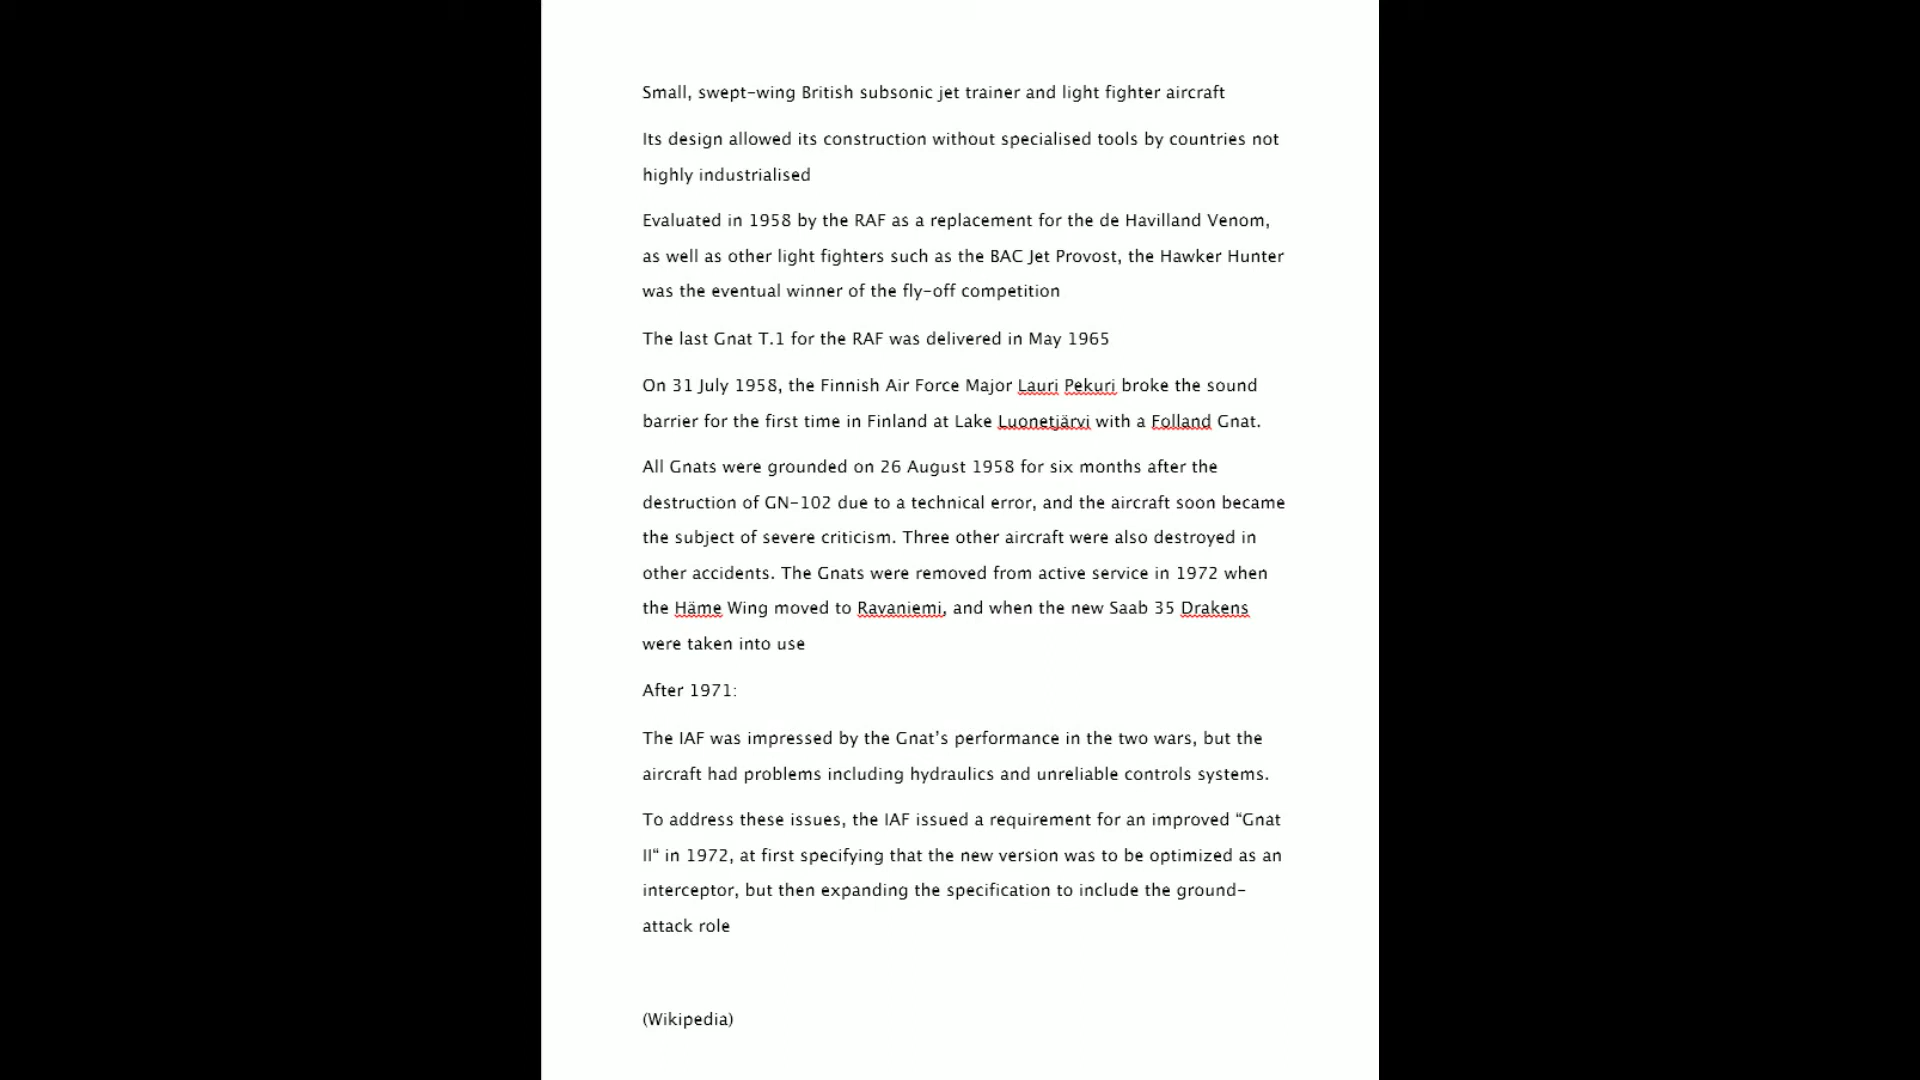 Small, swept-wing British subsonic jet trainer and light fighter aircraft
Its design allowed its construction without specialised tools by countries not
highly industrialised
Evaluated in 1958 by the RAF as a replacement for the de Havilland Venom,
as well as other light fighters such as the BAC Jet Provost, the Hawker Hunter
was the eventual winner of the fly-off competition
The last Gnat T.1 for the RAF was delivered in May 1965
On 31 July 1958, the Finnish Air Force Major Lauri Pekuri broke the sound
barrier for the first time in Finland at Lake Luonetjärvi with a Folland Gnat.
All Gnats were grounded on 26 August 1958 for six months after the
destruction of GN-102 due to a technical error, and the aircraft soon became
the subject of severe criticism. Three other aircraft were also destroyed in
other accidents. The Gnats were removed from active service in 1972 when
the Häme Wing moved to Ravaniemi, and when the new Saab 35 Drakens
were taken into use
After 1971:
The IAF was impressed by the Gnat’s performance in the two wars, but the
aircraft had problems including hydraulics and unreliable controls systems.
To address these issues, the IAF issued a requirement for an improved “Gnat
II“ in 1972, at first specifying that the new version was to be optimized as an
interceptor, but then expanding the specification to include the ground-
attack role
(Wikipedia)